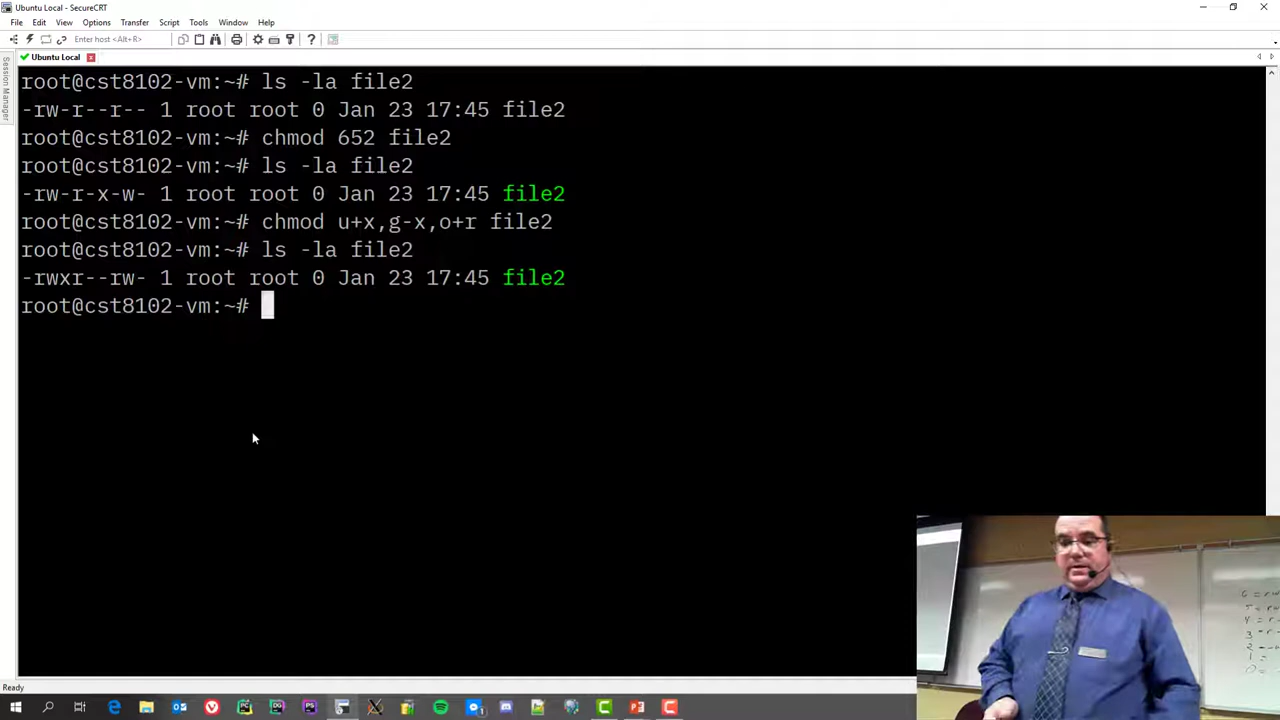 Ubuntu Local - SecureCRT
File Edit View Options Transfer Script Tools Window Help
Enter host <Alt+R>
Session Manager
Ubuntu Local
root@cst8102-vm:~# ls -la file2
-rw-r--r-- 1 root root 0 Jan 23 17:45 file2
root@cst8102-vm:~# chmod 652 file2
root@cst8102-vm:~# ls -la file2
-rw-r-x-w- 1 root root 0 Jan 23 17:45 file2
root@cst8102-vm:~# chmod u+x,g-x,o+r file2
root@cst8102-vm:~# ls -la file2
-rwxr--rw- 1 root root 0 Jan 23 17:45 file2
root@cst8102-vm:~#
Ready